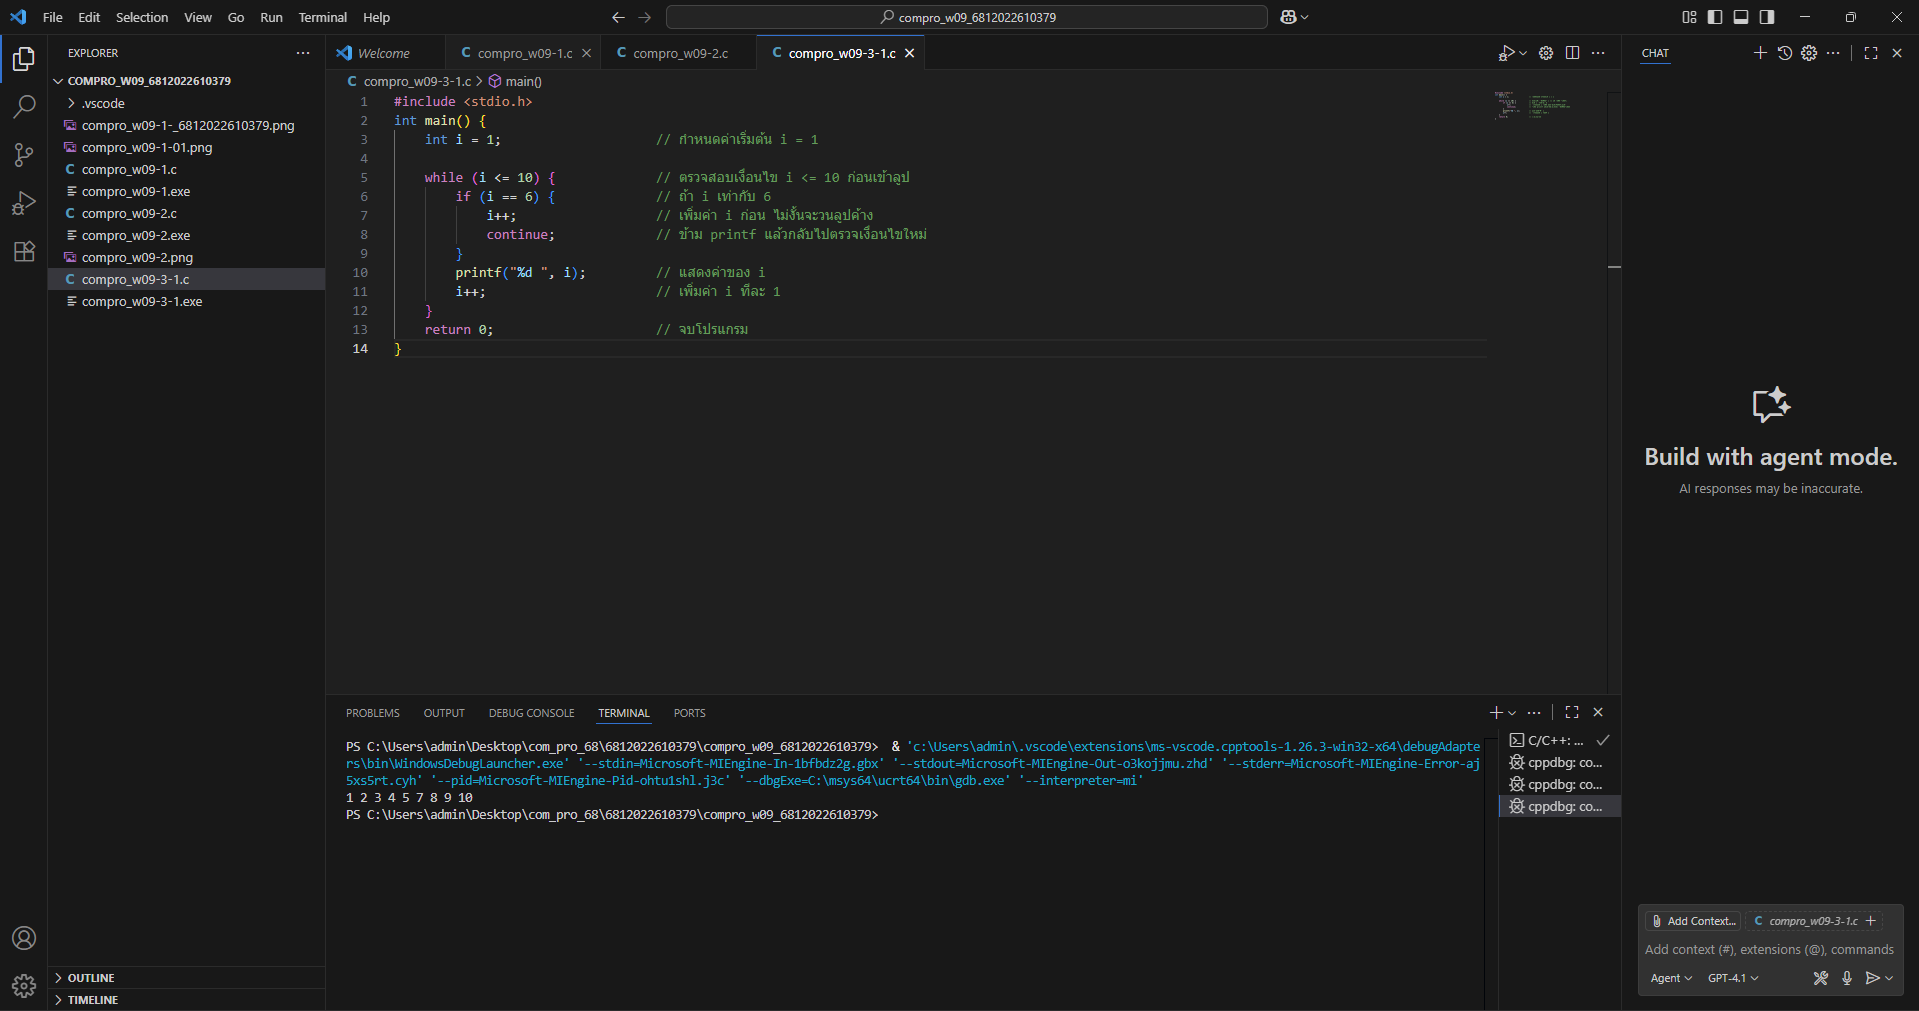 File Edit Selection View Go Run Terminal Help
compro_w09_6812022610379
EXPLORER
COMPRO_W09_6812022610379
.vscode
compro_w09-1-_6812022610379.png
compro_w09-1-01.png
compro_w09-1.c
compro_w09-1.exe
compro_w09-2.c
compro_w09-2.exe
compro_w09-2.png
compro_w09-3-1.c
compro_w09-3-1.exe
OUTLINE
TIMELINE
Welcome
compro_w09-1.c
compro_w09-2.c
compro_w09-3-1.c
compro_w09-3-1.c > main()
1 #include <stdio.h>
2 int main() {
3 int i = 1; // กำหนดค่าเริ่มต้น i = 1
4
5 while (i <= 10) { // ตรวจสอบเงื่อนไข i <= 10 ก่อนเข้าลูป
6 if (i == 6) { // ถ้า i เท่ากับ 6
7 i++; // เพิ่มค่า i ก่อน ไม่งั้นจะวนลูปค้าง
8 continue; // ข้าม printf แล้วกลับไปตรวจเงื่อนไขใหม่
9 }
10 printf("%d ", i); // แสดงค่าของ i
11 i++; // เพิ่มค่า i ทีละ 1
12 }
13 return 0; // จบโปรแกรม
14 }
PROBLEMS OUTPUT DEBUG CONSOLE TERMINAL PORTS
PS C:\Users\admin\Desktop\com_pro_68\6812022610379\compro_w09_6812022610379> & 'c:\Users\admin\.vscode\extensions\ms-vscode.cpptools-1.26.3-win32-x64\debugAdapte
rs\bin\WindowsDebugLauncher.exe' '--stdin=Microsoft-MIEngine-In-1bfbdz2g.gbx' '--stdout=Microsoft-MIEngine-Out-o3kojjmu.zhd' '--stderr=Microsoft-MIEngine-Error-aj
5xs5rt.cyh' '--pid=Microsoft-MIEngine-Pid-ohtu1shl.j3c' '--dbgExe=C:\msys64\ucrt64\bin\gdb.exe' '--interpreter=mi'
1 2 3 4 5 7 8 9 10
PS C:\Users\admin\Desktop\com_pro_68\6812022610379\compro_w09_6812022610379>
C/C++: ...
cppdbg: co...
cppdbg: co...
cppdbg: co...
CHAT
Build with agent mode.
AI responses may be inaccurate.
Add Context... compro_w09-3-1.c
Add context (#), extensions (@), commands
Agent GPT-4.1